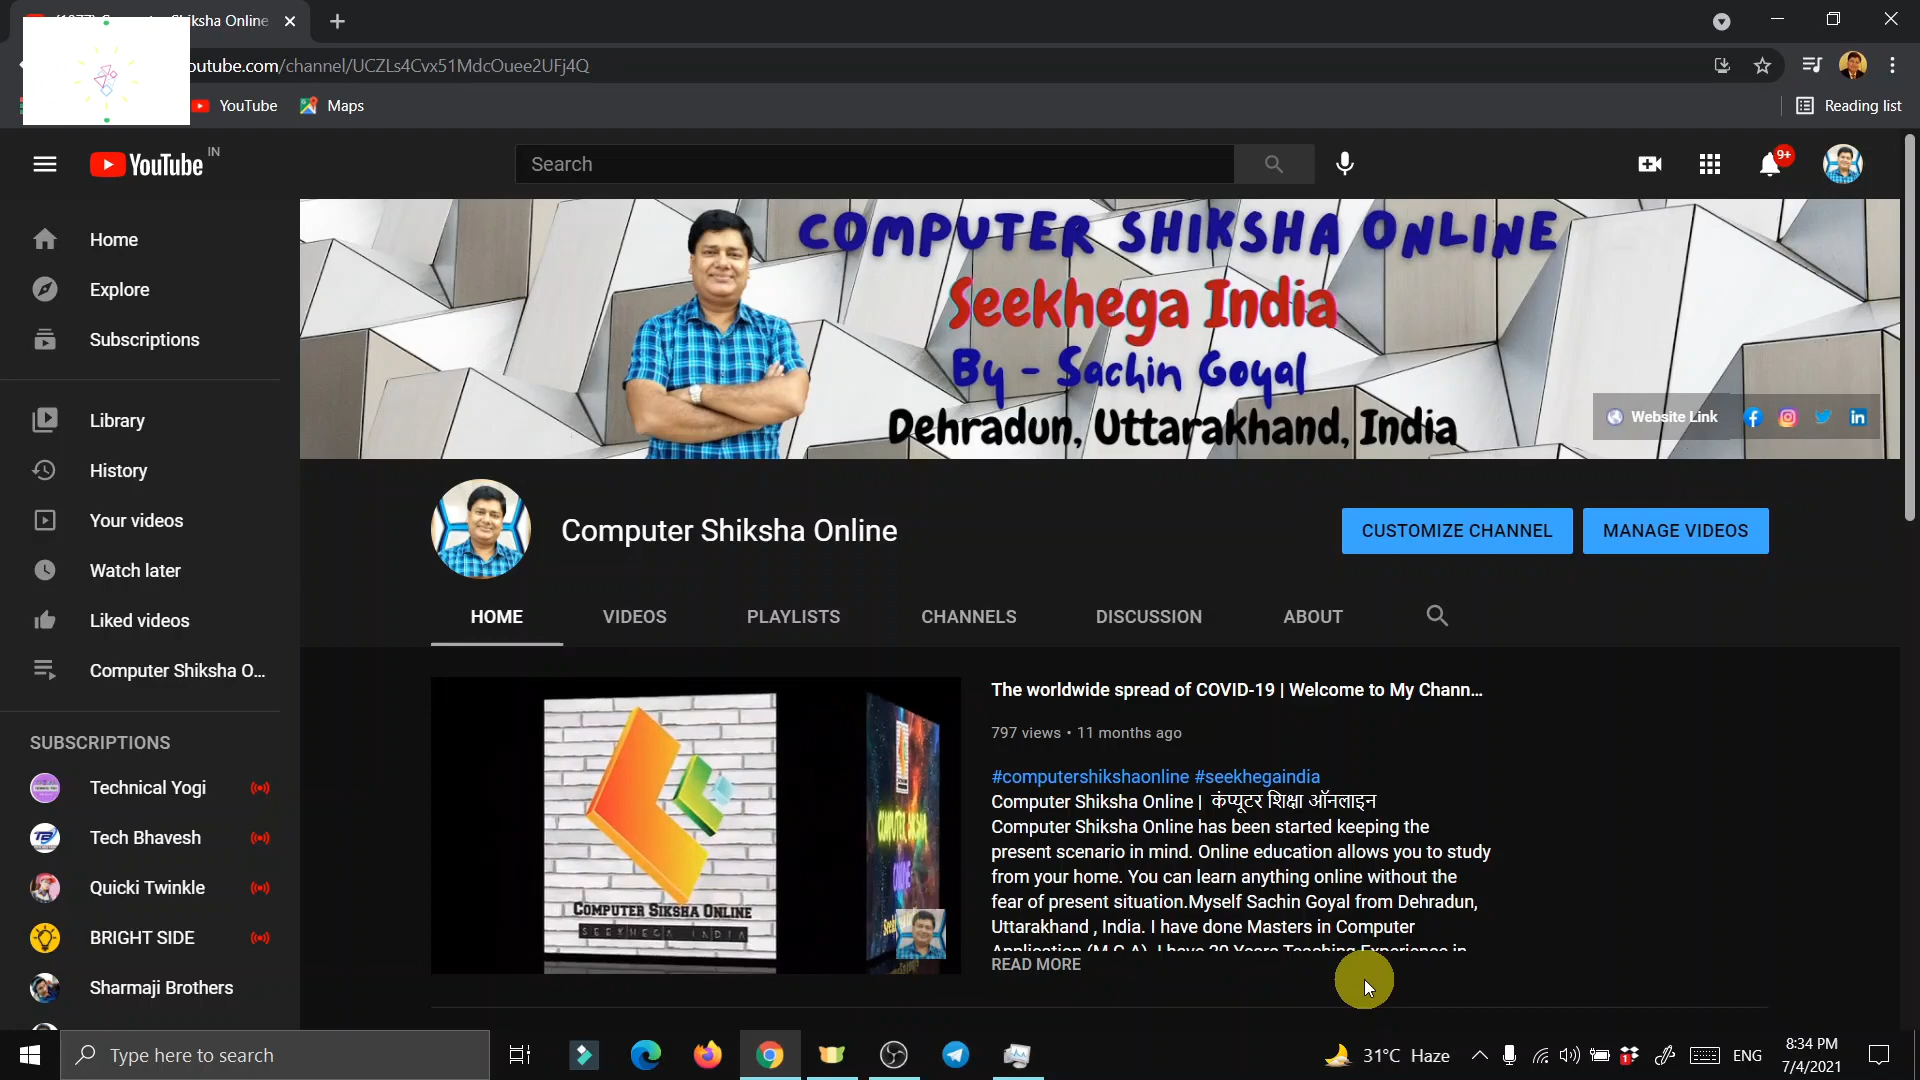 ksha Online
outube.com/channel/UCZLs4Cvx51MdcOuee2UFj4Q
YouTube Maps Reading list
YouTube IN
Search
9+
Home
Explore
Subscriptions
Library
History
Your videos
Watch later
Liked videos
Computer Shiksha O...
SUBSCRIPTIONS
Technical Yogi
Tech Bhavesh
Quicki Twinkle
BRIGHT SIDE
Sharmaji Brothers
COMPUTER SHIKSHA ONLINE
Seekhega India
By - Sachin Goyal
Dehradun, Uttarakhand, India
Website Link
Computer Shiksha Online
CUSTOMIZE CHANNEL MANAGE VIDEOS
HOME VIDEOS PLAYLISTS CHANNELS DISCUSSION ABOUT
COMPUTER SIKSHA ONLINE
SEEKHEGA INDIA
The worldwide spread of COVID-19 | Welcome to My Chann...
797 views • 11 months ago
#computershikshaonline #seekhegaindia
Computer Shiksha Online | कंप्यूटर शिक्षा ऑनलाइन
Computer Shiksha Online has been started keeping the
present scenario in mind. Online education allows you to study
from your home. You can learn anything online without the
fear of present situation.Myself Sachin Goyal from Dehradun,
Uttarakhand , India. I have done Masters in Computer
READ MORE
Type here to search
31°C Haze
ENG
8:34 PM
7/4/2021